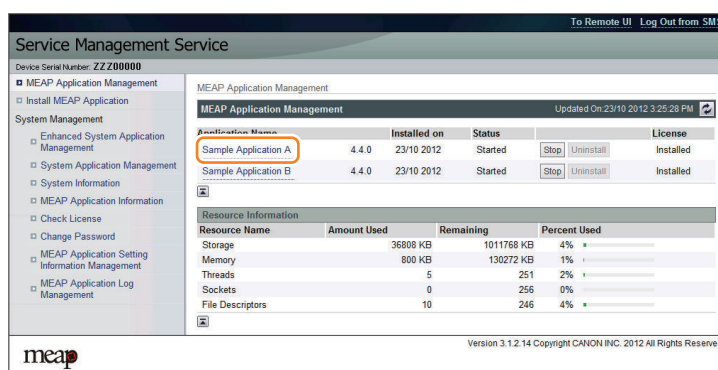 To Remote UI Log Out from SMS
Service Management Service
Device Serial Number: ZZZ00000
MEAP Application Management
Install MEAP Application
System Management
Enhanced System Application
Management
System Application Management
System Information
MEAP Application Information
Check License
Change Password
MEAP Application Setting
Information Management
MEAP Application Log
Management
MEAP Application Management
MEAP Application Management Updated On:23/10 2012 3:25:28 PM
Application Name Installed on Status License
Sample Application A 4.4.0 23/10 2012 Started Stop Uninstall Installed
Sample Application B 4.4.0 23/10 2012 Started Stop Uninstall Installed
Resource Information
Resource Name Amount Used Remaining Percent Used
Storage 36808 KB 1011768 KB 4%
Memory 800 KB 130272 KB 1%
Threads 5 251 2%
Sockets 0 256 0%
File Descriptors 10 246 4%
Version 3.1.2.14 Copyright CANON INC. 2012 All Rights Reserve
meap